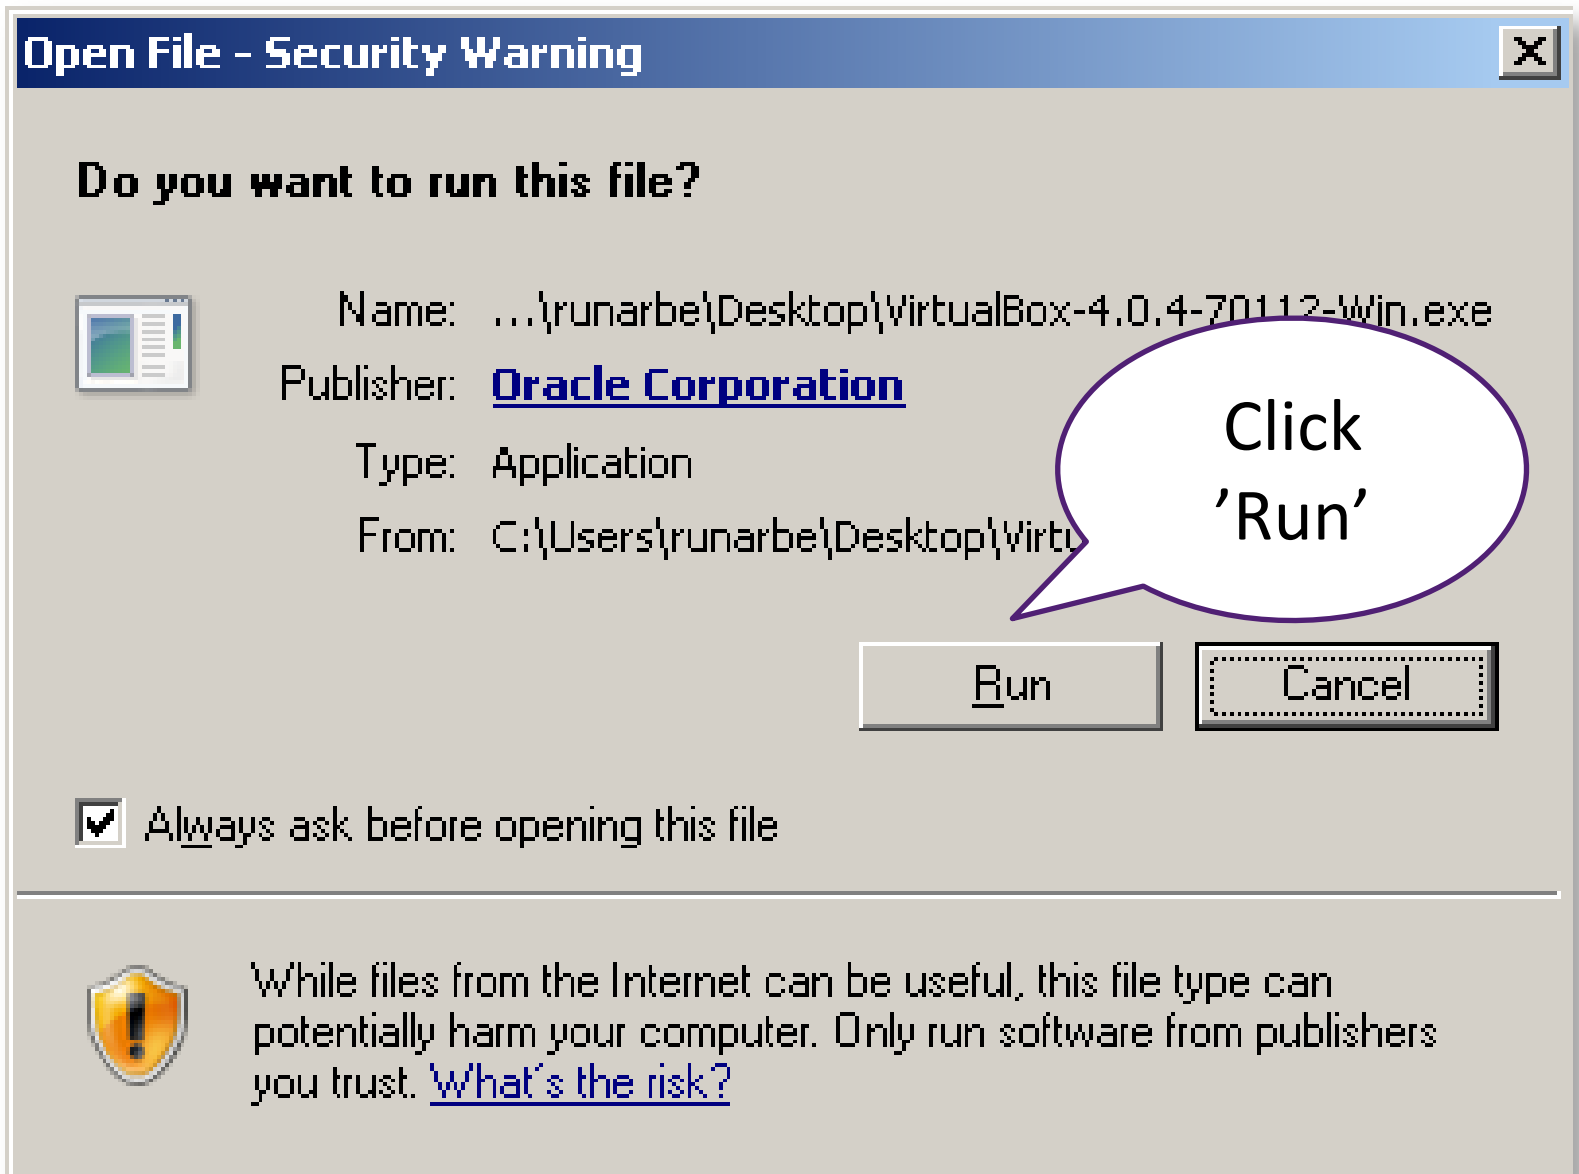 Open File - Security Warning
Do you want to run this file?
Name: ...\runarbe\Desktop\VirtualBox-4.0.4-70112-Win.exe
Publisher: Oracle Corporation
Type: Application
From: C:\Users\runarbe\Desktop\Virtu
Click
’Run’
Run Cancel
Always ask before opening this file
While files from the Internet can be useful, this file type can
potentially harm your computer. Only run software from publishers
you trust. What´s the risk?